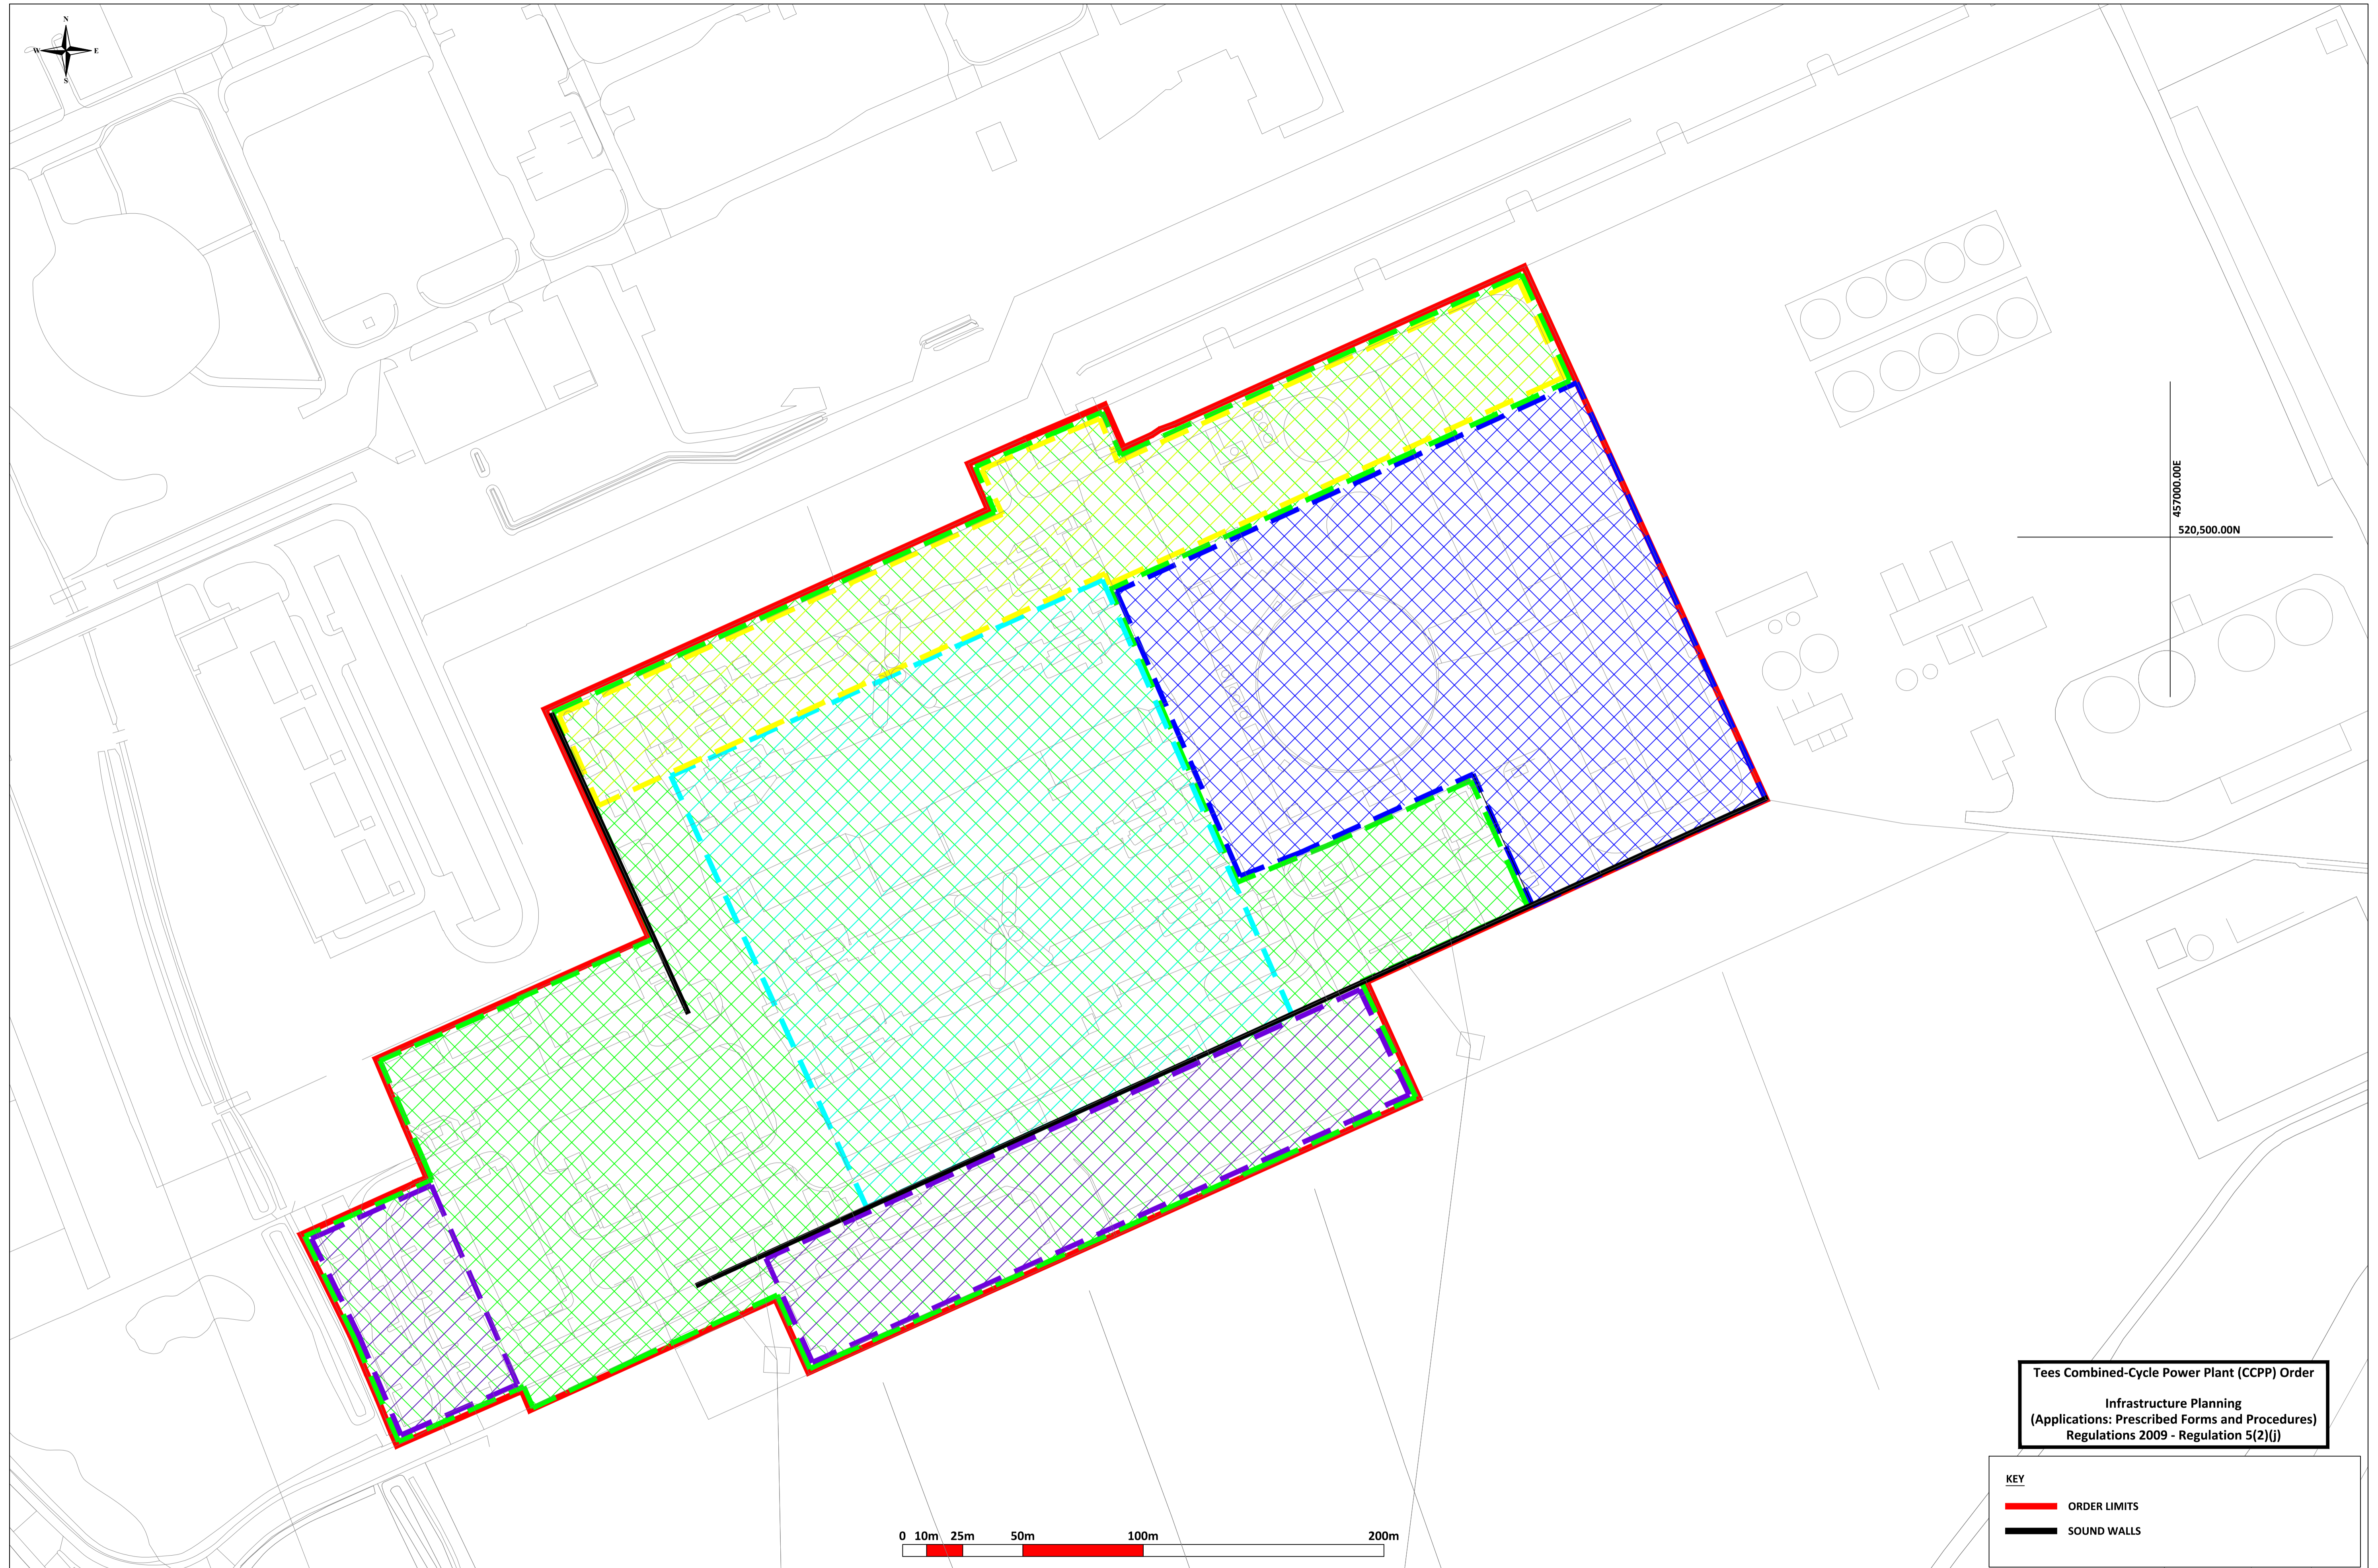 N
W E
S
457000.00E
520,500.00N
Tees Combined-Cycle Power Plant (CCPP) Order
Infrastructure Planning
(Applications: Prescribed Forms and Procedures)
Regulations 2009 - Regulation 5(2)(j)
KEY
ORDER LIMITS
SOUND WALLS
0 10m 25m 50m 100m 200m